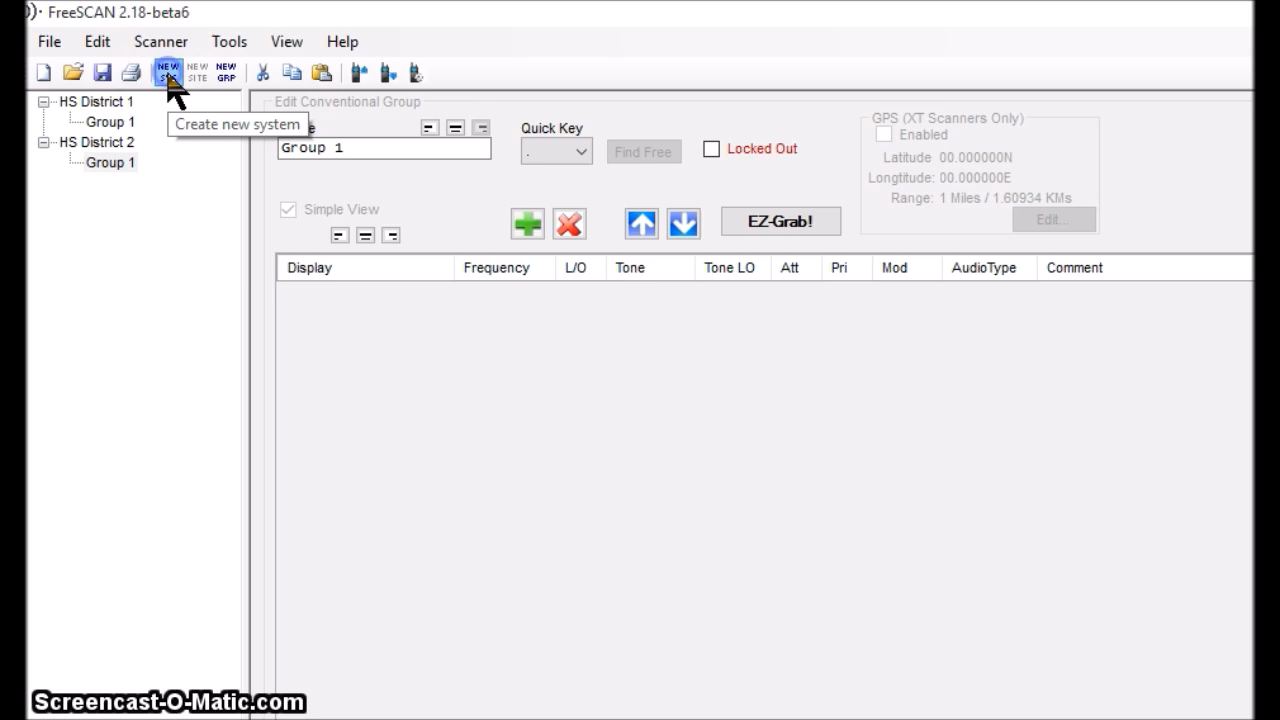 FreeSCAN 2.18-beta6
File Edit Scanner Tools View Help
NEW SYS NEW SITE NEW GRP
HS District 1
Group 1
HS District 2
Group 1
Create new system
Edit Conventional Group
Quick Key
Group 1
.
Find Free
Locked Out
GPS (XT Scanners Only)
Enabled
Latitude 00.000000N
Longtitude: 00.000000E
Range: 1 Miles / 1.60934 KMs
Edit...
Simple View
EZ-Grab!
Display Frequency L/O Tone Tone LO Att Pri Mod AudioType Comment
Screencast-O-Matic.com